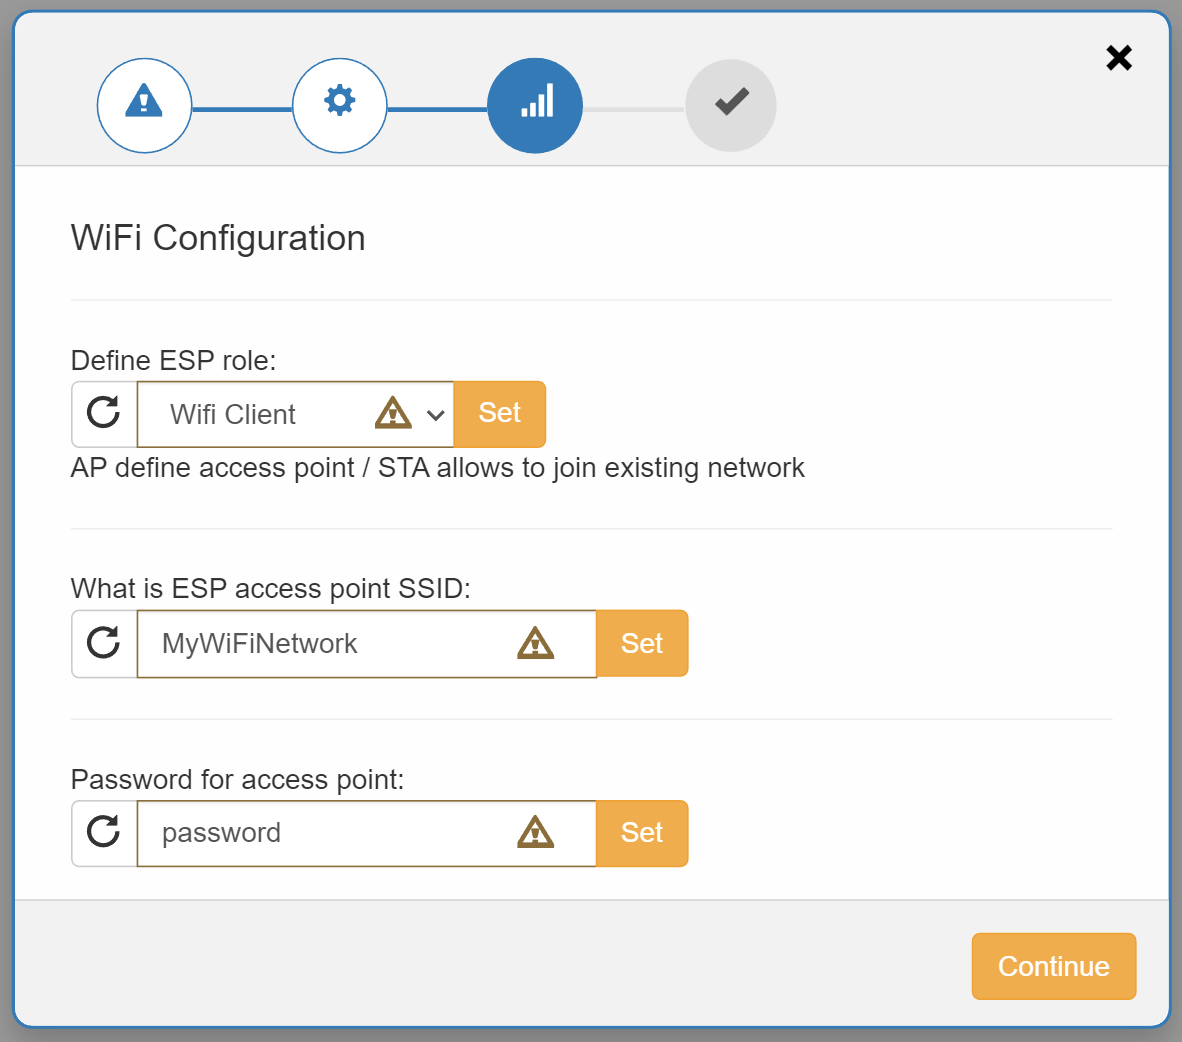 WiFi Configuration
Define ESP role:
Wifi Client
Set
AP define access point / STA allows to join existing network
What is ESP access point SSID:
MyWiFiNetwork
Set
Password for access point:
password
Set
Continue